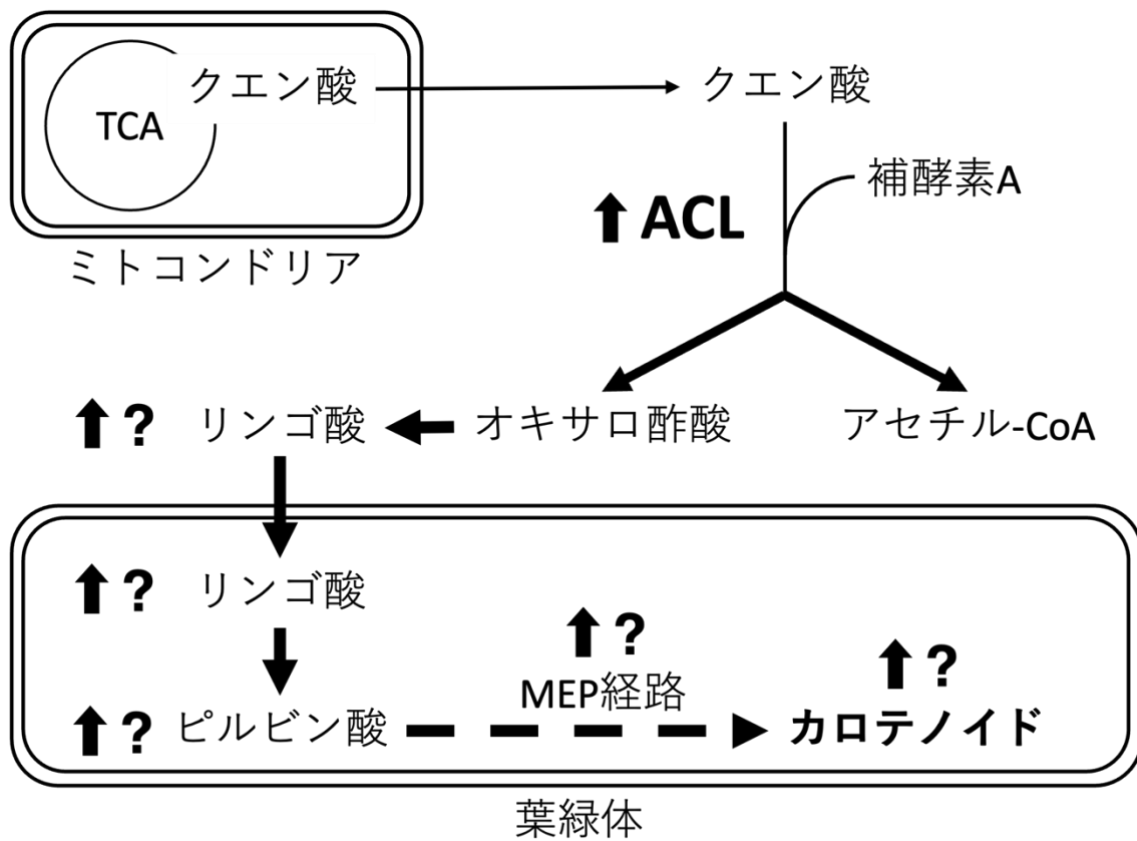 クエン酸
クエン酸
TCA
補酵素A
ACL
ミトコンドリア
? リンゴ酸
オキサロ酢酸
アセチル-CoA
? リンゴ酸
?
MEP経路
?
? ピルビン酸
カロテノイド
葉緑体